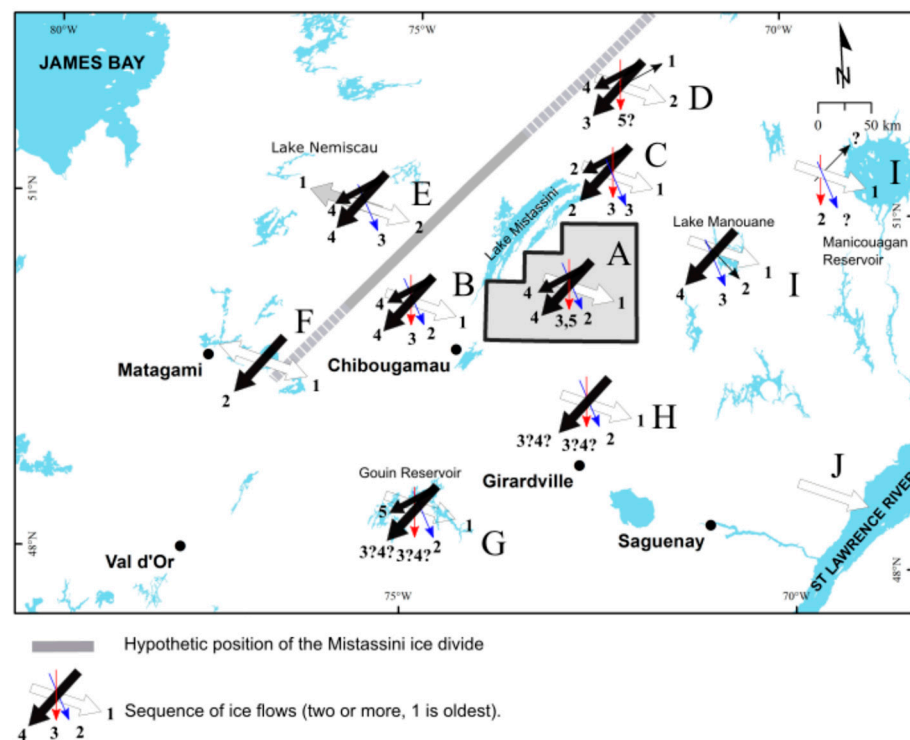 80°W 75°W 70°W
JAMES BAY
N
0 50 km
1
4 2 D
3 5?
Lake Nemiscau
C
2 1
2 3 3
?
I
1
2 ?
51°N
51°N
1 E
4 2
4 3
Lake Mistassini
Lake Manouane
Manicouagan
Reservoir
A
4 1
4 3,5 2
1
2 I
4 3
B
4 1
4 3 2
F
Matagami
1
2
Chibougamau
1 H
3?4? 3?4? 2
Girardville
J
Gouin Reservoir
5 1
3?4? 3?4? 2 G
Saguenay
ST LAWRENCE RIVER
48°N
Val d'Or
48°N
75°W 70°W
Hypothetic position of the Mistassini ice divide
4 3 2 1
Sequence of ice flows (two or more, 1 is oldest).